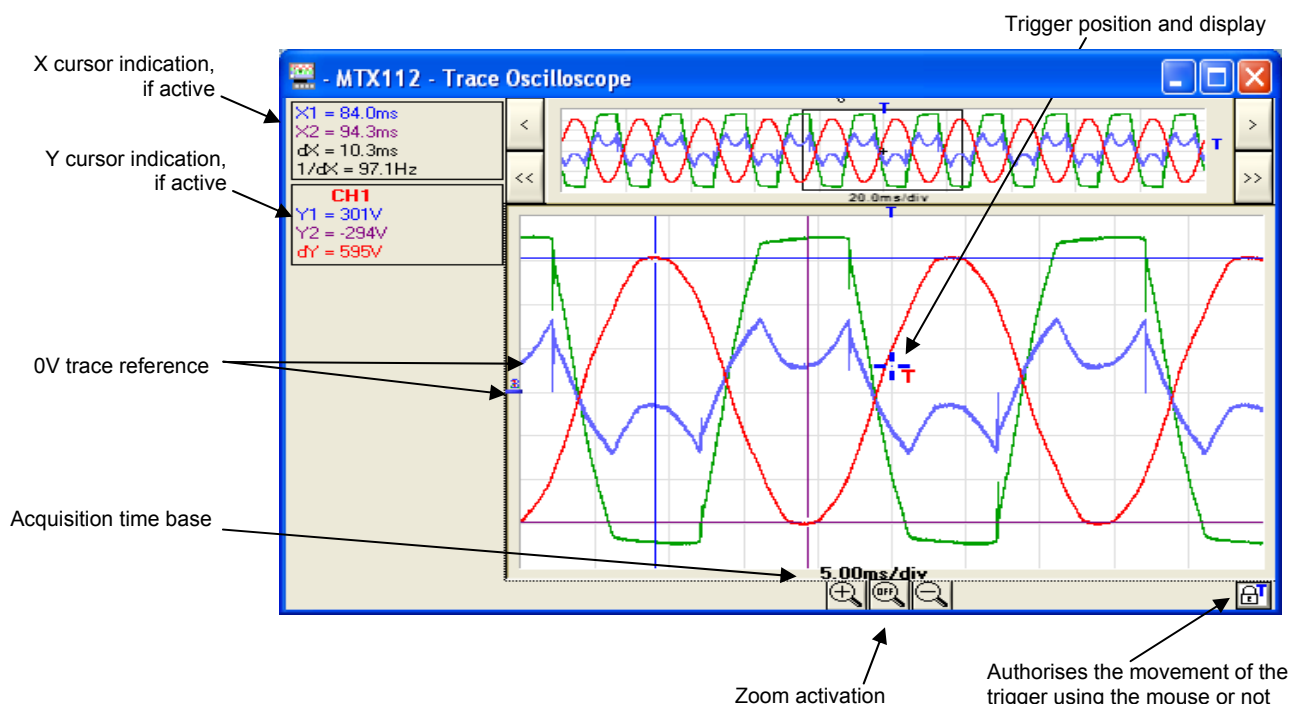 Trigger position and display
X cursor indication,
if active
- MTX112 - Trace Oscilloscope
X1 = 84.0ms
X2 = 94.3ms
dX = 10.3ms
1/dX = 97.1Hz
<
<<
T
T
>
>>
20.0ms/div
Y cursor indication,
if active
CH1
Y1 = 301V
Y2 = -294V
dY = 595V
T
T
0V trace reference
Acquisition time base
5.00ms/div
OFF
T
Zoom activation
Authorises the movement of the
trigger using the mouse or not